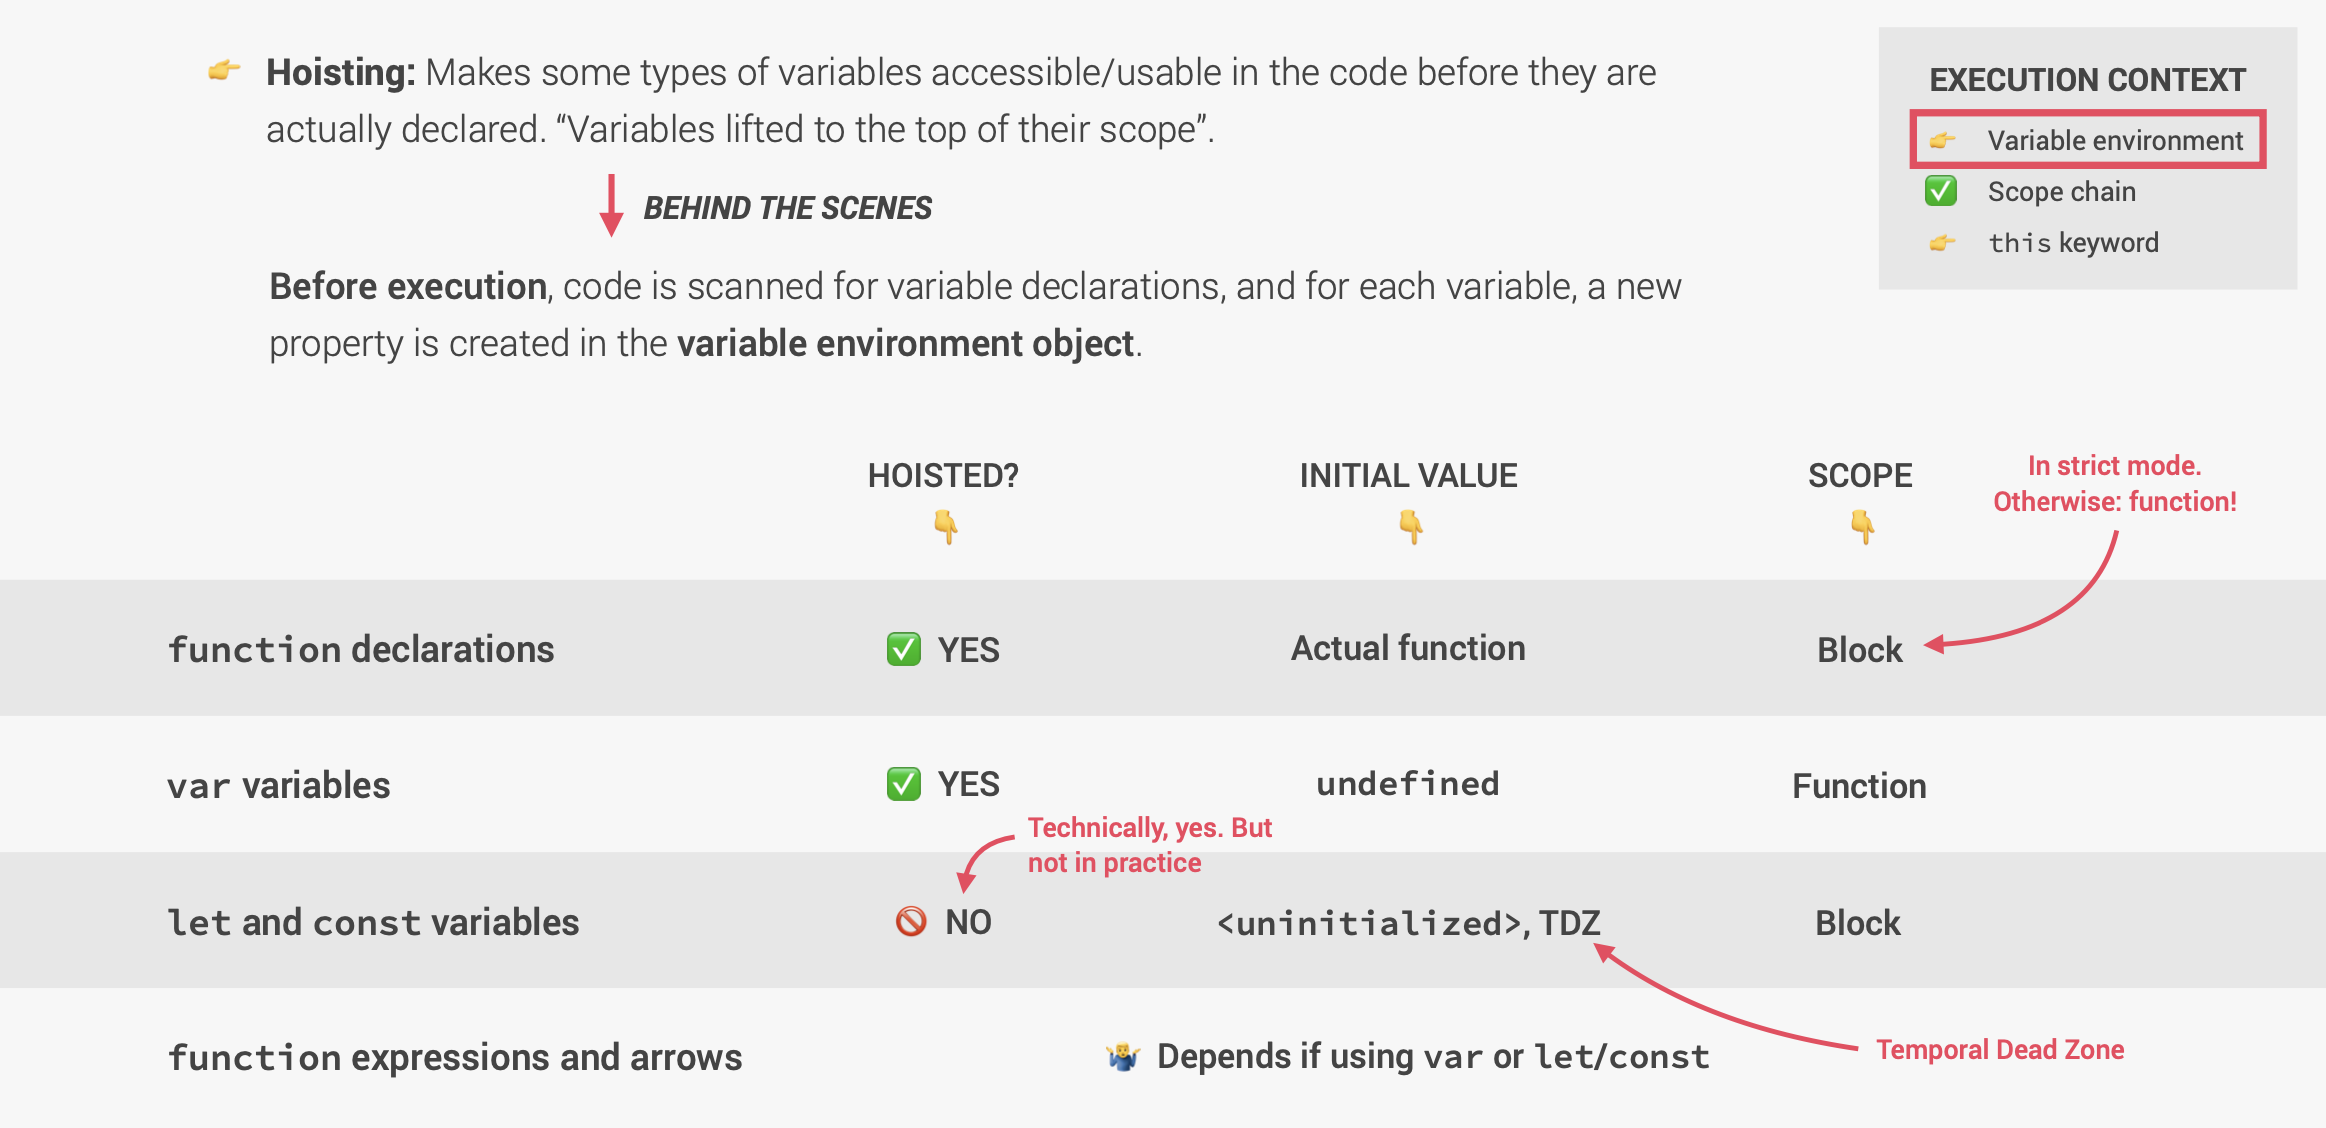 Hoisting: Makes some types of variables accessible/usable in the code before they are
actually declared. “Variables lifted to the top of their scope”.
BEHIND THE SCENES
Before execution, code is scanned for variable declarations, and for each variable, a new
property is created in the variable environment object.
EXECUTION CONTEXT
Variable environment
Scope chain
this keyword
HOISTED?
INITIAL VALUE
SCOPE
In strict mode.
Otherwise: function!
function declarations
YES
Actual function
Block
var variables
YES
undefined
Function
Technically, yes. But
not in practice
let and const variables
NO
<uninitialized>, TDZ
Block
function expressions and arrows
Depends if using var or let/const
Temporal Dead Zone